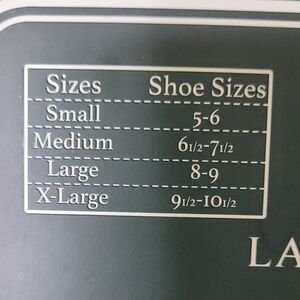 Sizes Shoe Sizes
Small 5-6
Medium 61/2-71/2
Large 8-9
X-Large 91/2-101/2
LA